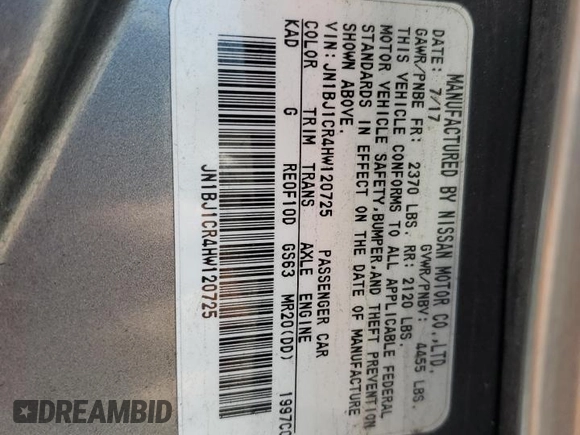 MANUFACTURED BY NISSAN MOTOR CO.,LTD.
DATE: 7/17 GVWR/PNBV: 4455 LBS.
GAWR/PNBE FR: 2370 LBS. RR: 2120 LBS.
THIS VEHICLE CONFORMS TO ALL APPLICABLE FEDERAL
MOTOR VEHICLE SAFETY,BUMPER,AND THEFT PREVENTION
STANDARDS IN EFFECT ON THE DATE OF MANUFACTURE
SHOWN ABOVE.
VIN: JN1BJ1CR4HW120725 PASSENGER CAR
COLOR TRIM TRANS AXLE ENGINE
KAD G RE0F10D GS63 MR20(DD) 1997CC
JN1BJ1CR4HW120725
DREAMBID